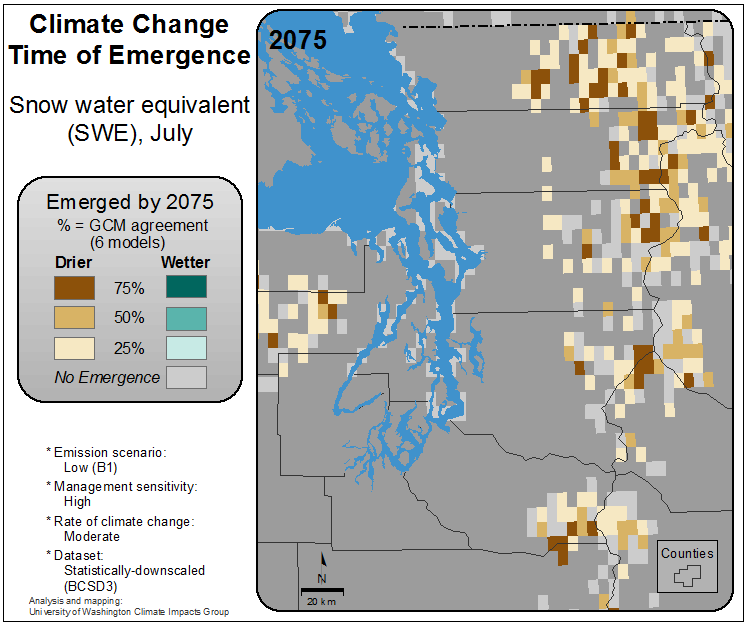 Climate Change
Time of Emergence
Snow water equivalent
(SWE), July
Emerged by 2075
% = GCM agreement
(6 models)
Drier Wetter
75%
50%
25%
No Emergence
* Emission scenario:
Low (B1)
* Management sensitivity:
High
* Rate of climate change:
Moderate
* Dataset:
Statistically-downscaled
(BCSD3)
Analysis and mapping:
University of Washington Climate Impacts Group
2075
N
20 km
Counties